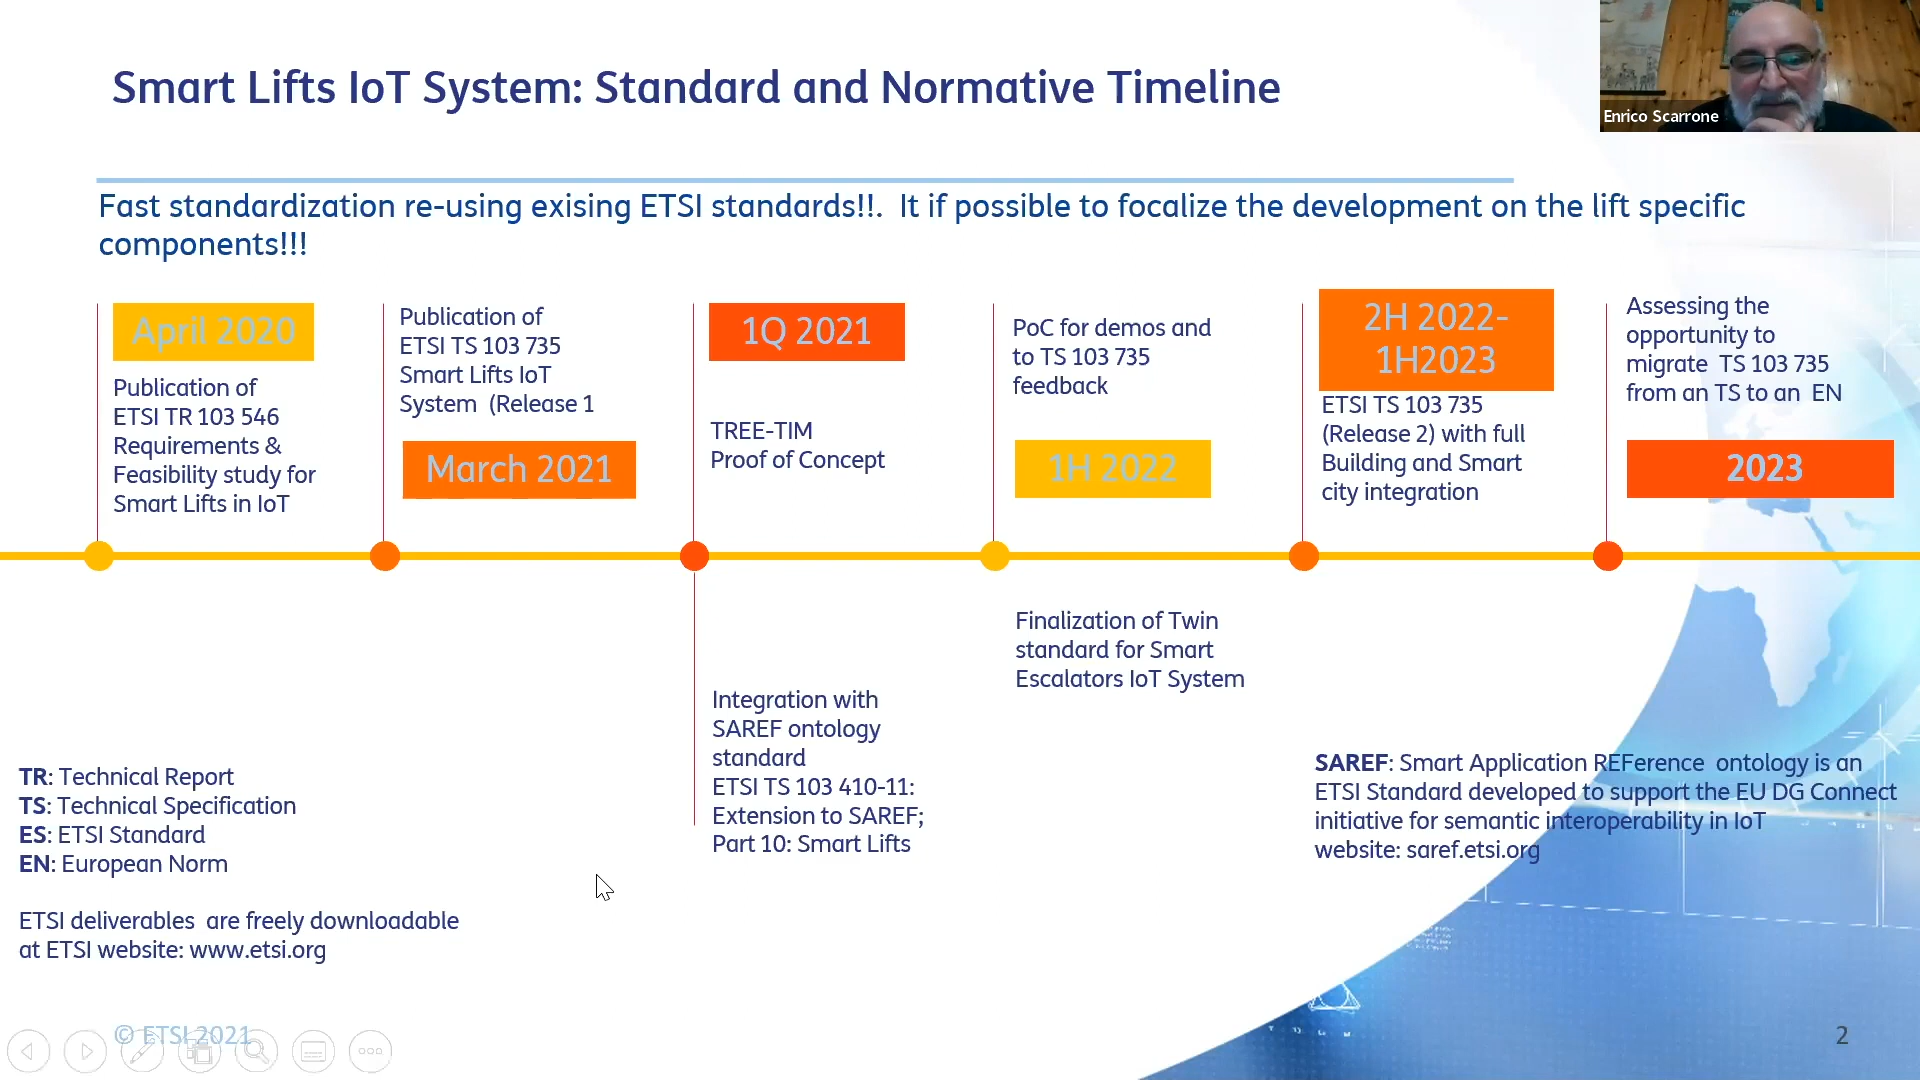 Smart Lifts IoT System: Standard and Normative Timeline
Enrico Scarrone
Fast standardization re-using exising ETSI standards!!. It if possible to focalize the development on the lift specific
components!!!
April 2020
Publication of
ETSI TR 103 546
Requirements &
Feasibility study for
Smart Lifts in IoT
Publication of
ETSI TS 103 735
Smart Lifts IoT
System (Release 1
March 2021
1Q 2021
TREE-TIM
Proof of Concept
PoC for demos and
to TS 103 735
feedback
1H 2022
2H 2022-
1H2023
ETSI TS 103 735
(Release 2) with full
Building and Smart
city integration
Assessing the
opportunity to
migrate TS 103 735
from an TS to an EN
2023
Integration with
SAREF ontology
standard
ETSI TS 103 410-11:
Extension to SAREF;
Part 10: Smart Lifts
Finalization of Twin
standard for Smart
Escalators IoT System
TR: Technical Report
TS: Technical Specification
ES: ETSI Standard
EN: European Norm
ETSI deliverables are freely downloadable
at ETSI website: www.etsi.org
SAREF: Smart Application REFerence ontology is an
ETSI Standard developed to support the EU DG Connect
initiative for semantic interoperability in IoT
website: saref.etsi.org
© ETSI 2021
2